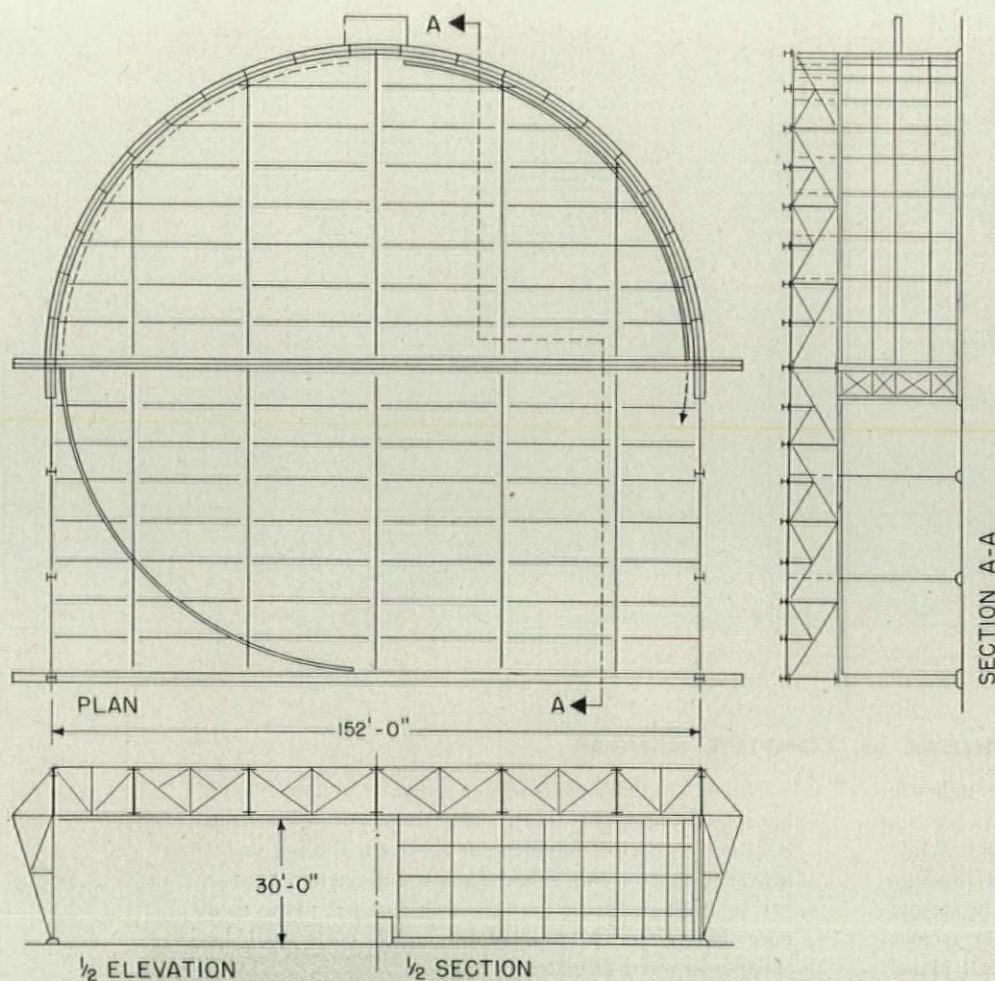 A
PLAN
A
152'-0"
30'-0"
½ ELEVATION
½ SECTION
SECTION A-A